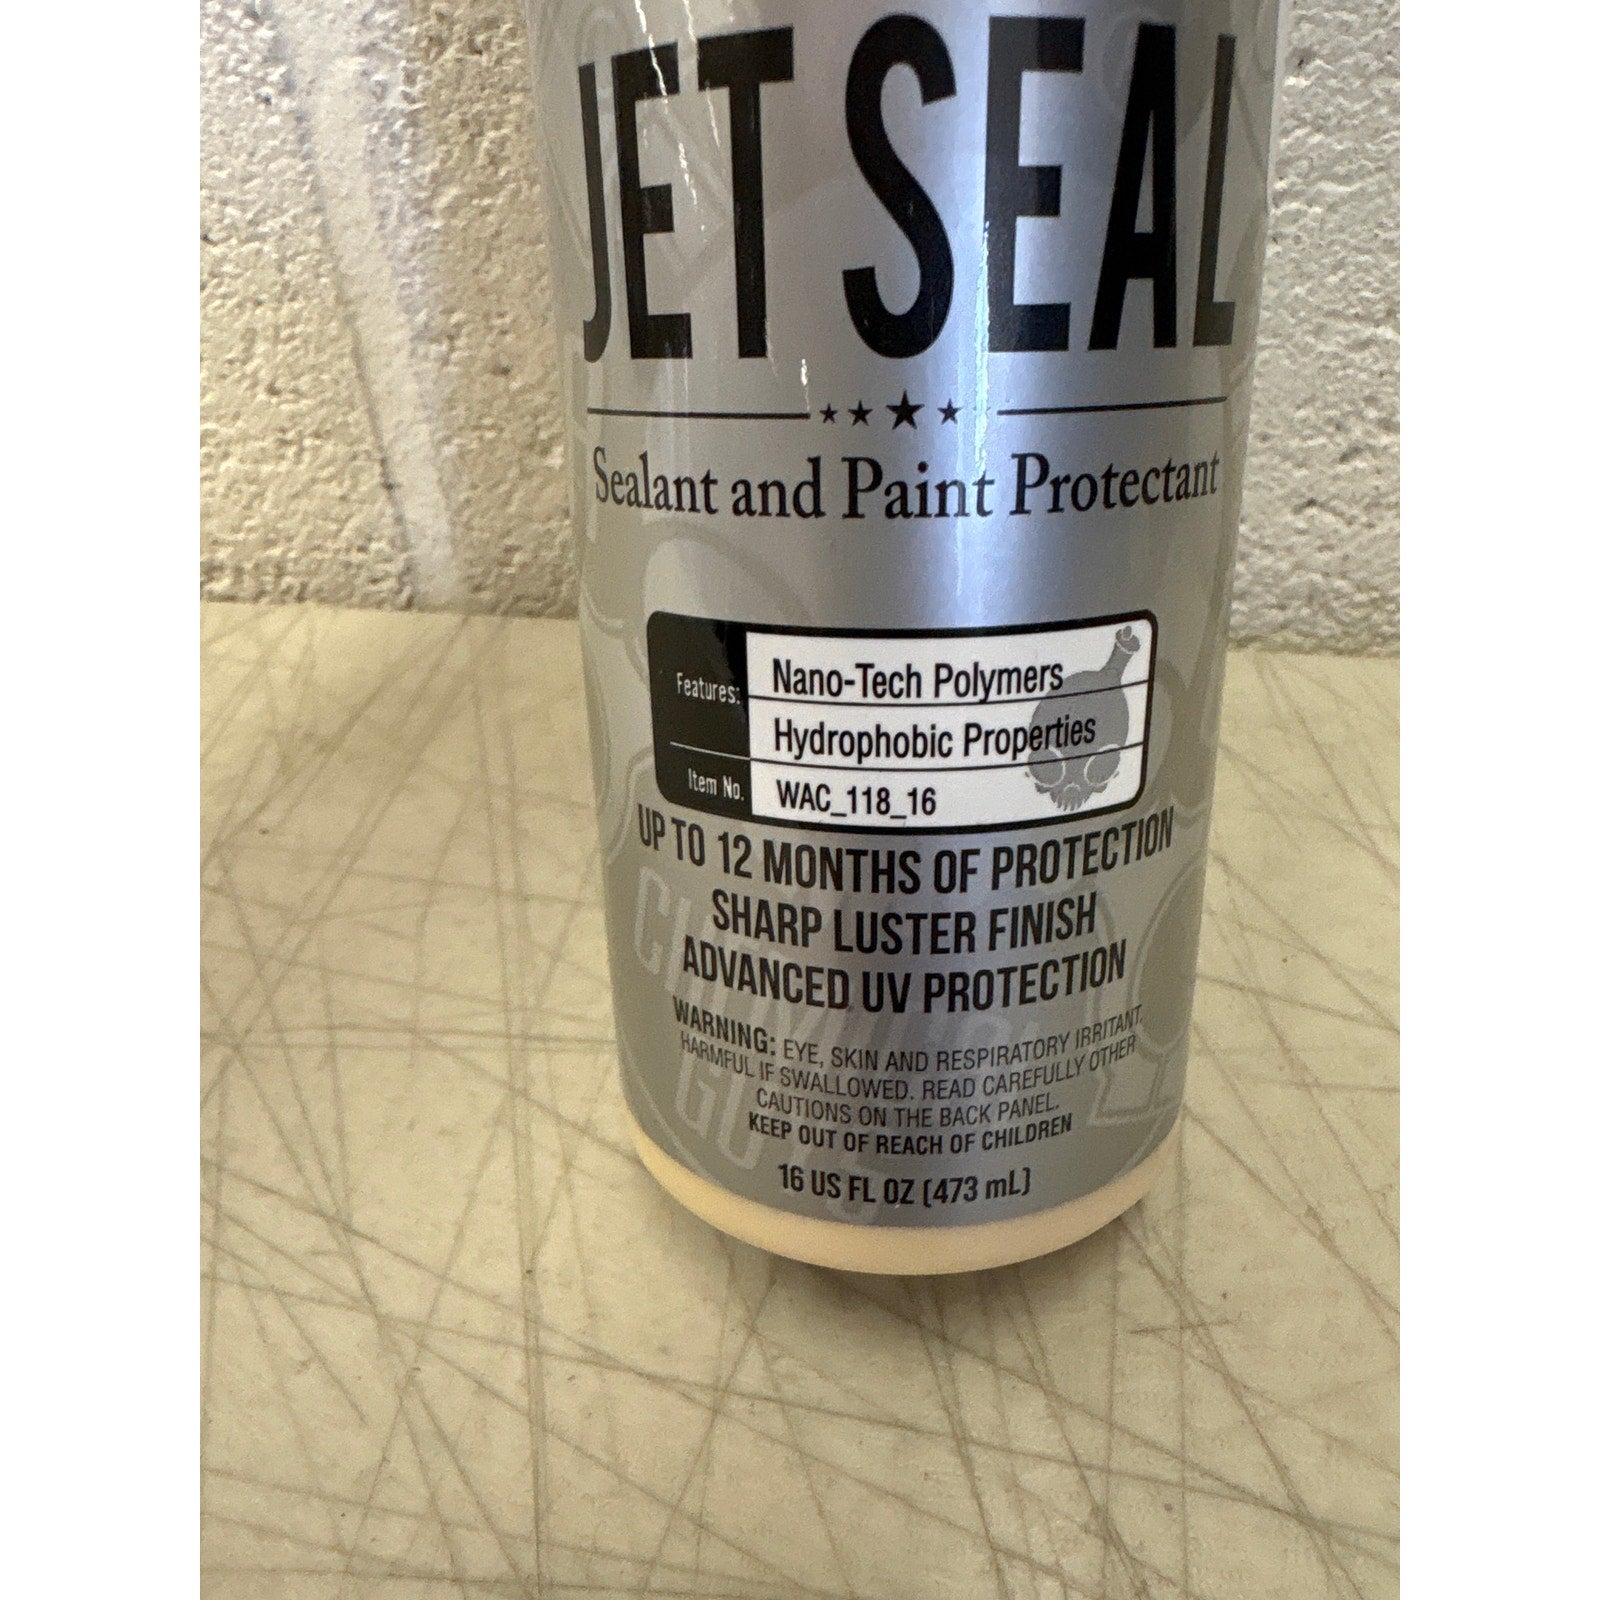 JET SEAL
Sealant and Paint Protectant
Features:
Nano-Tech Polymers
Hydrophobic Properties
Item No.
WAC_118_16
UP TO 12 MONTHS OF PROTECTION
SHARP LUSTER FINISH
ADVANCED UV PROTECTION
WARNING: EYE, SKIN AND RESPIRATORY IRRITANT.
HARMFUL IF SWALLOWED. READ CAREFULLY OTHER
CAUTIONS ON THE BACK PANEL.
KEEP OUT OF REACH OF CHILDREN
16 US FL OZ (473 mL)
CHEMICAL
GUYS